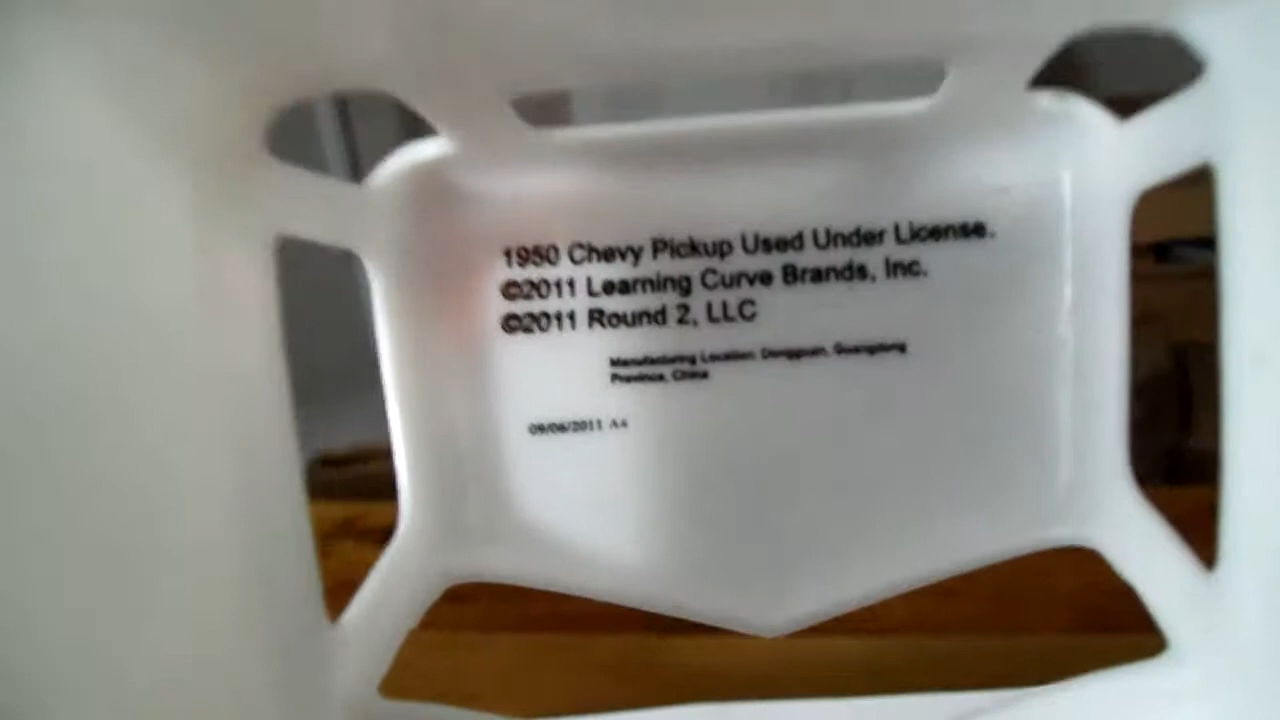 1950 Chevy Pickup Used Under License.
©2011 Learning Curve Brands, Inc.
©2011 Round 2, LLC
Manufacturing Location: Dongguan, Guangdong
Province, China
09/06/2011 A4